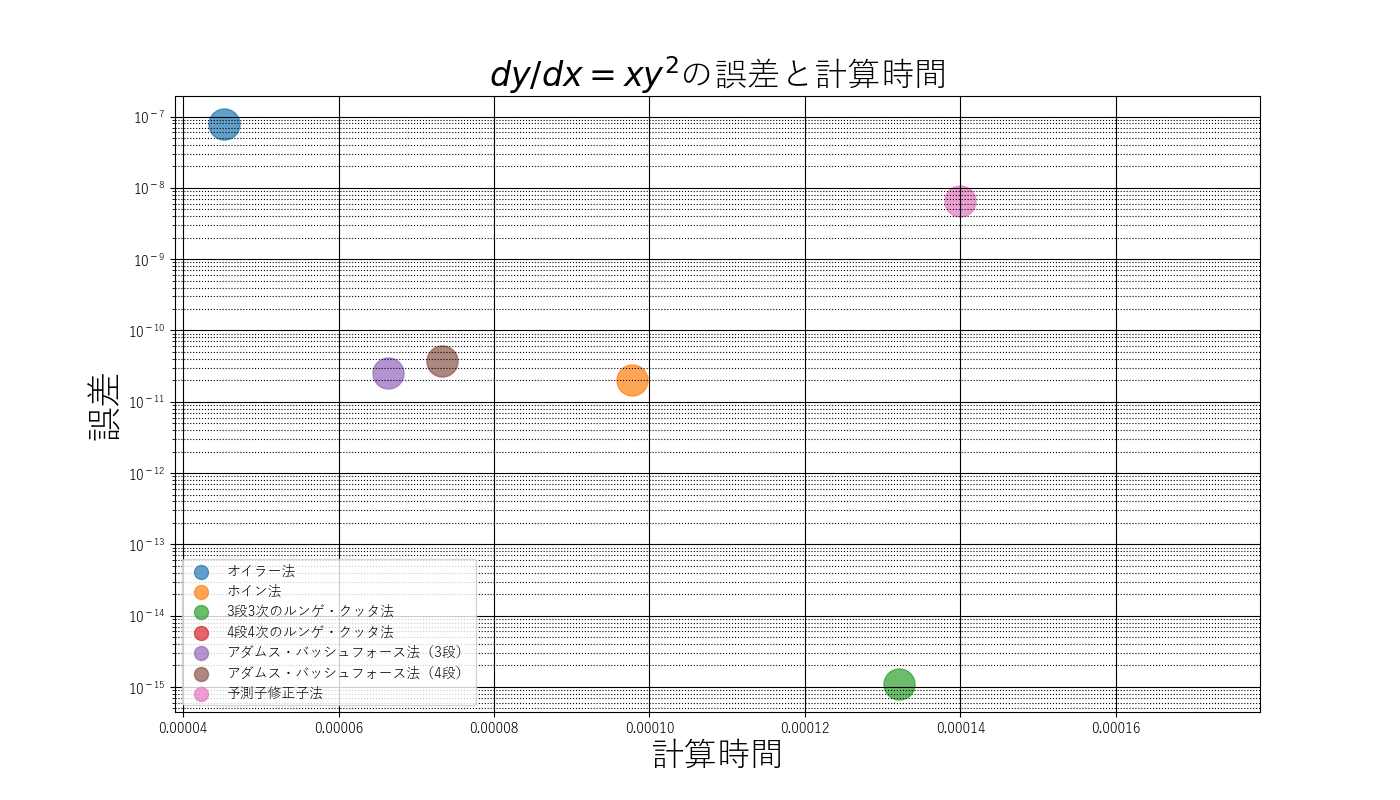 dy/dx = xy²の誤差と計算時間
誤差
10⁻⁷
10⁻⁸
10⁻⁹
10⁻¹⁰
10⁻¹¹
10⁻¹²
10⁻¹³
10⁻¹⁴
10⁻¹⁵
オイラー法
ホイン法
3段3次のルンゲ・クッタ法
4段4次のルンゲ・クッタ法
アダムス・バッシュフォース法（3段）
アダムス・バッシュフォース法（4段）
予測子修正子法
0.00004 0.00006 0.00008 0.00010 0.00012 0.00014 0.00016
計算時間